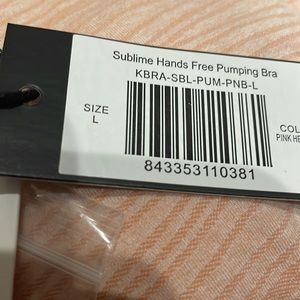 Sublime Hands Free Pumping Bra
KBRA-SBL-PUM-PNB-L
SIZE
L
COL
PINK HE
843353110381